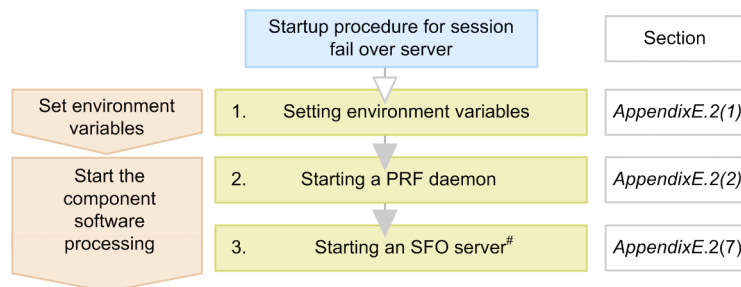 Startup procedure for session
fail over server
Section
Set environment
variables
1. Setting environment variables
AppendixE.2(1)
Start the
component
software
processing
2. Starting a PRF daemon
AppendixE.2(2)
3. Starting an SFO server#
AppendixE.2(7)